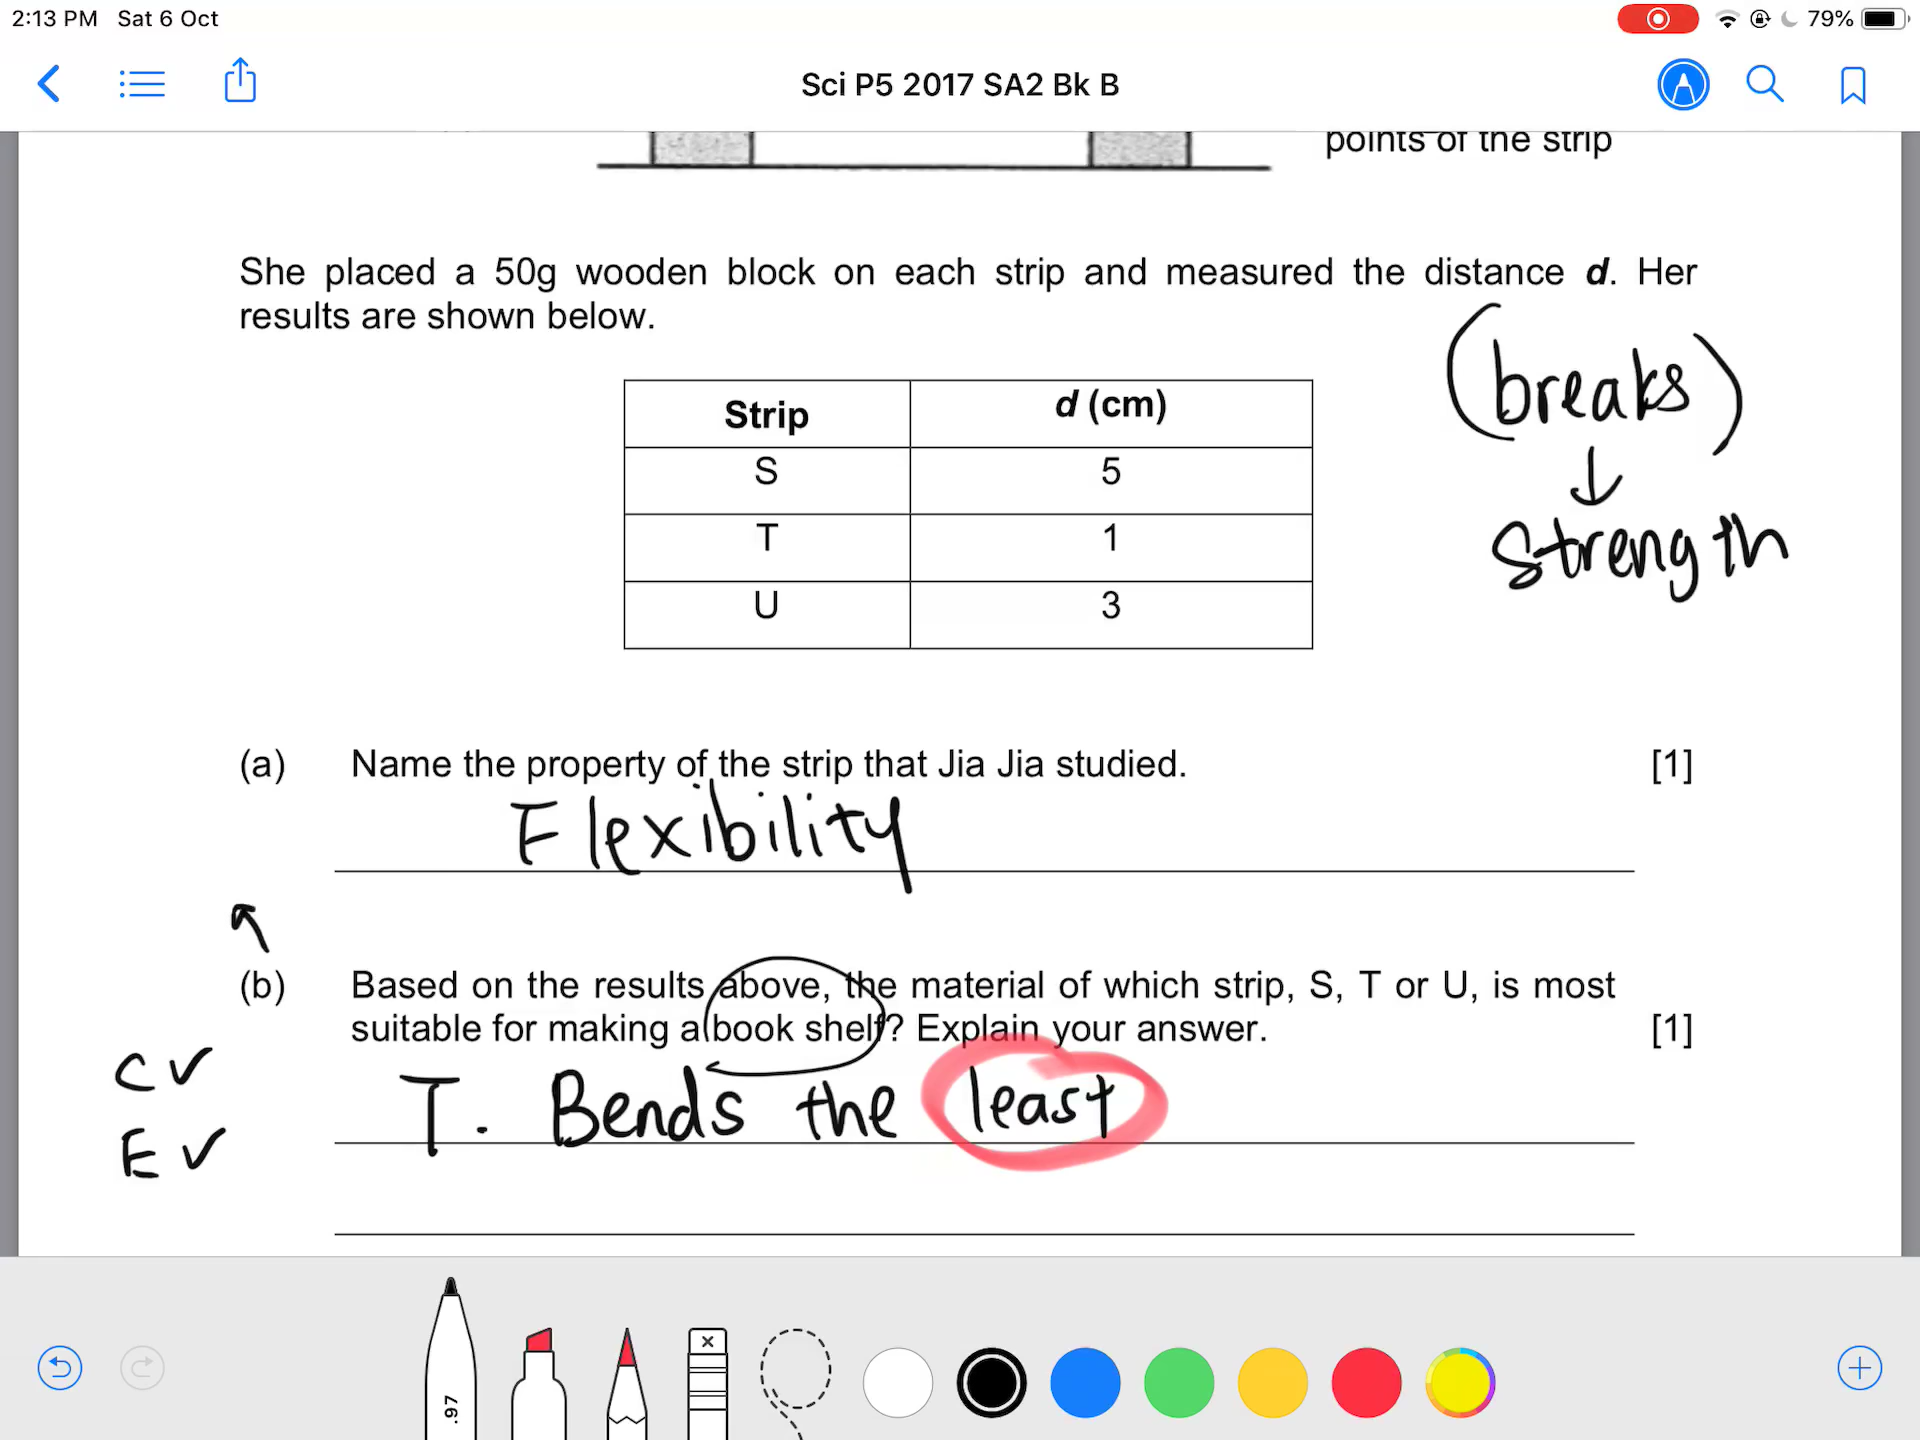 2:13 PM Sat 6 Oct 79%
Sci P5 2017 SA2 Bk B
points of the strip
She placed a 50g wooden block on each strip and measured the distance d. Her
results are shown below.
(breaks)
↓
Strength
Strip d (cm)
S 5
T 1
U 3
(a) Name the property of the strip that Jia Jia studied. [1]
Flexibility
(b) Based on the results above, the material of which strip, S, T or U, is most
suitable for making a book shelf? Explain your answer. [1]
C ✓
E ✓
T. Bends the least
.97